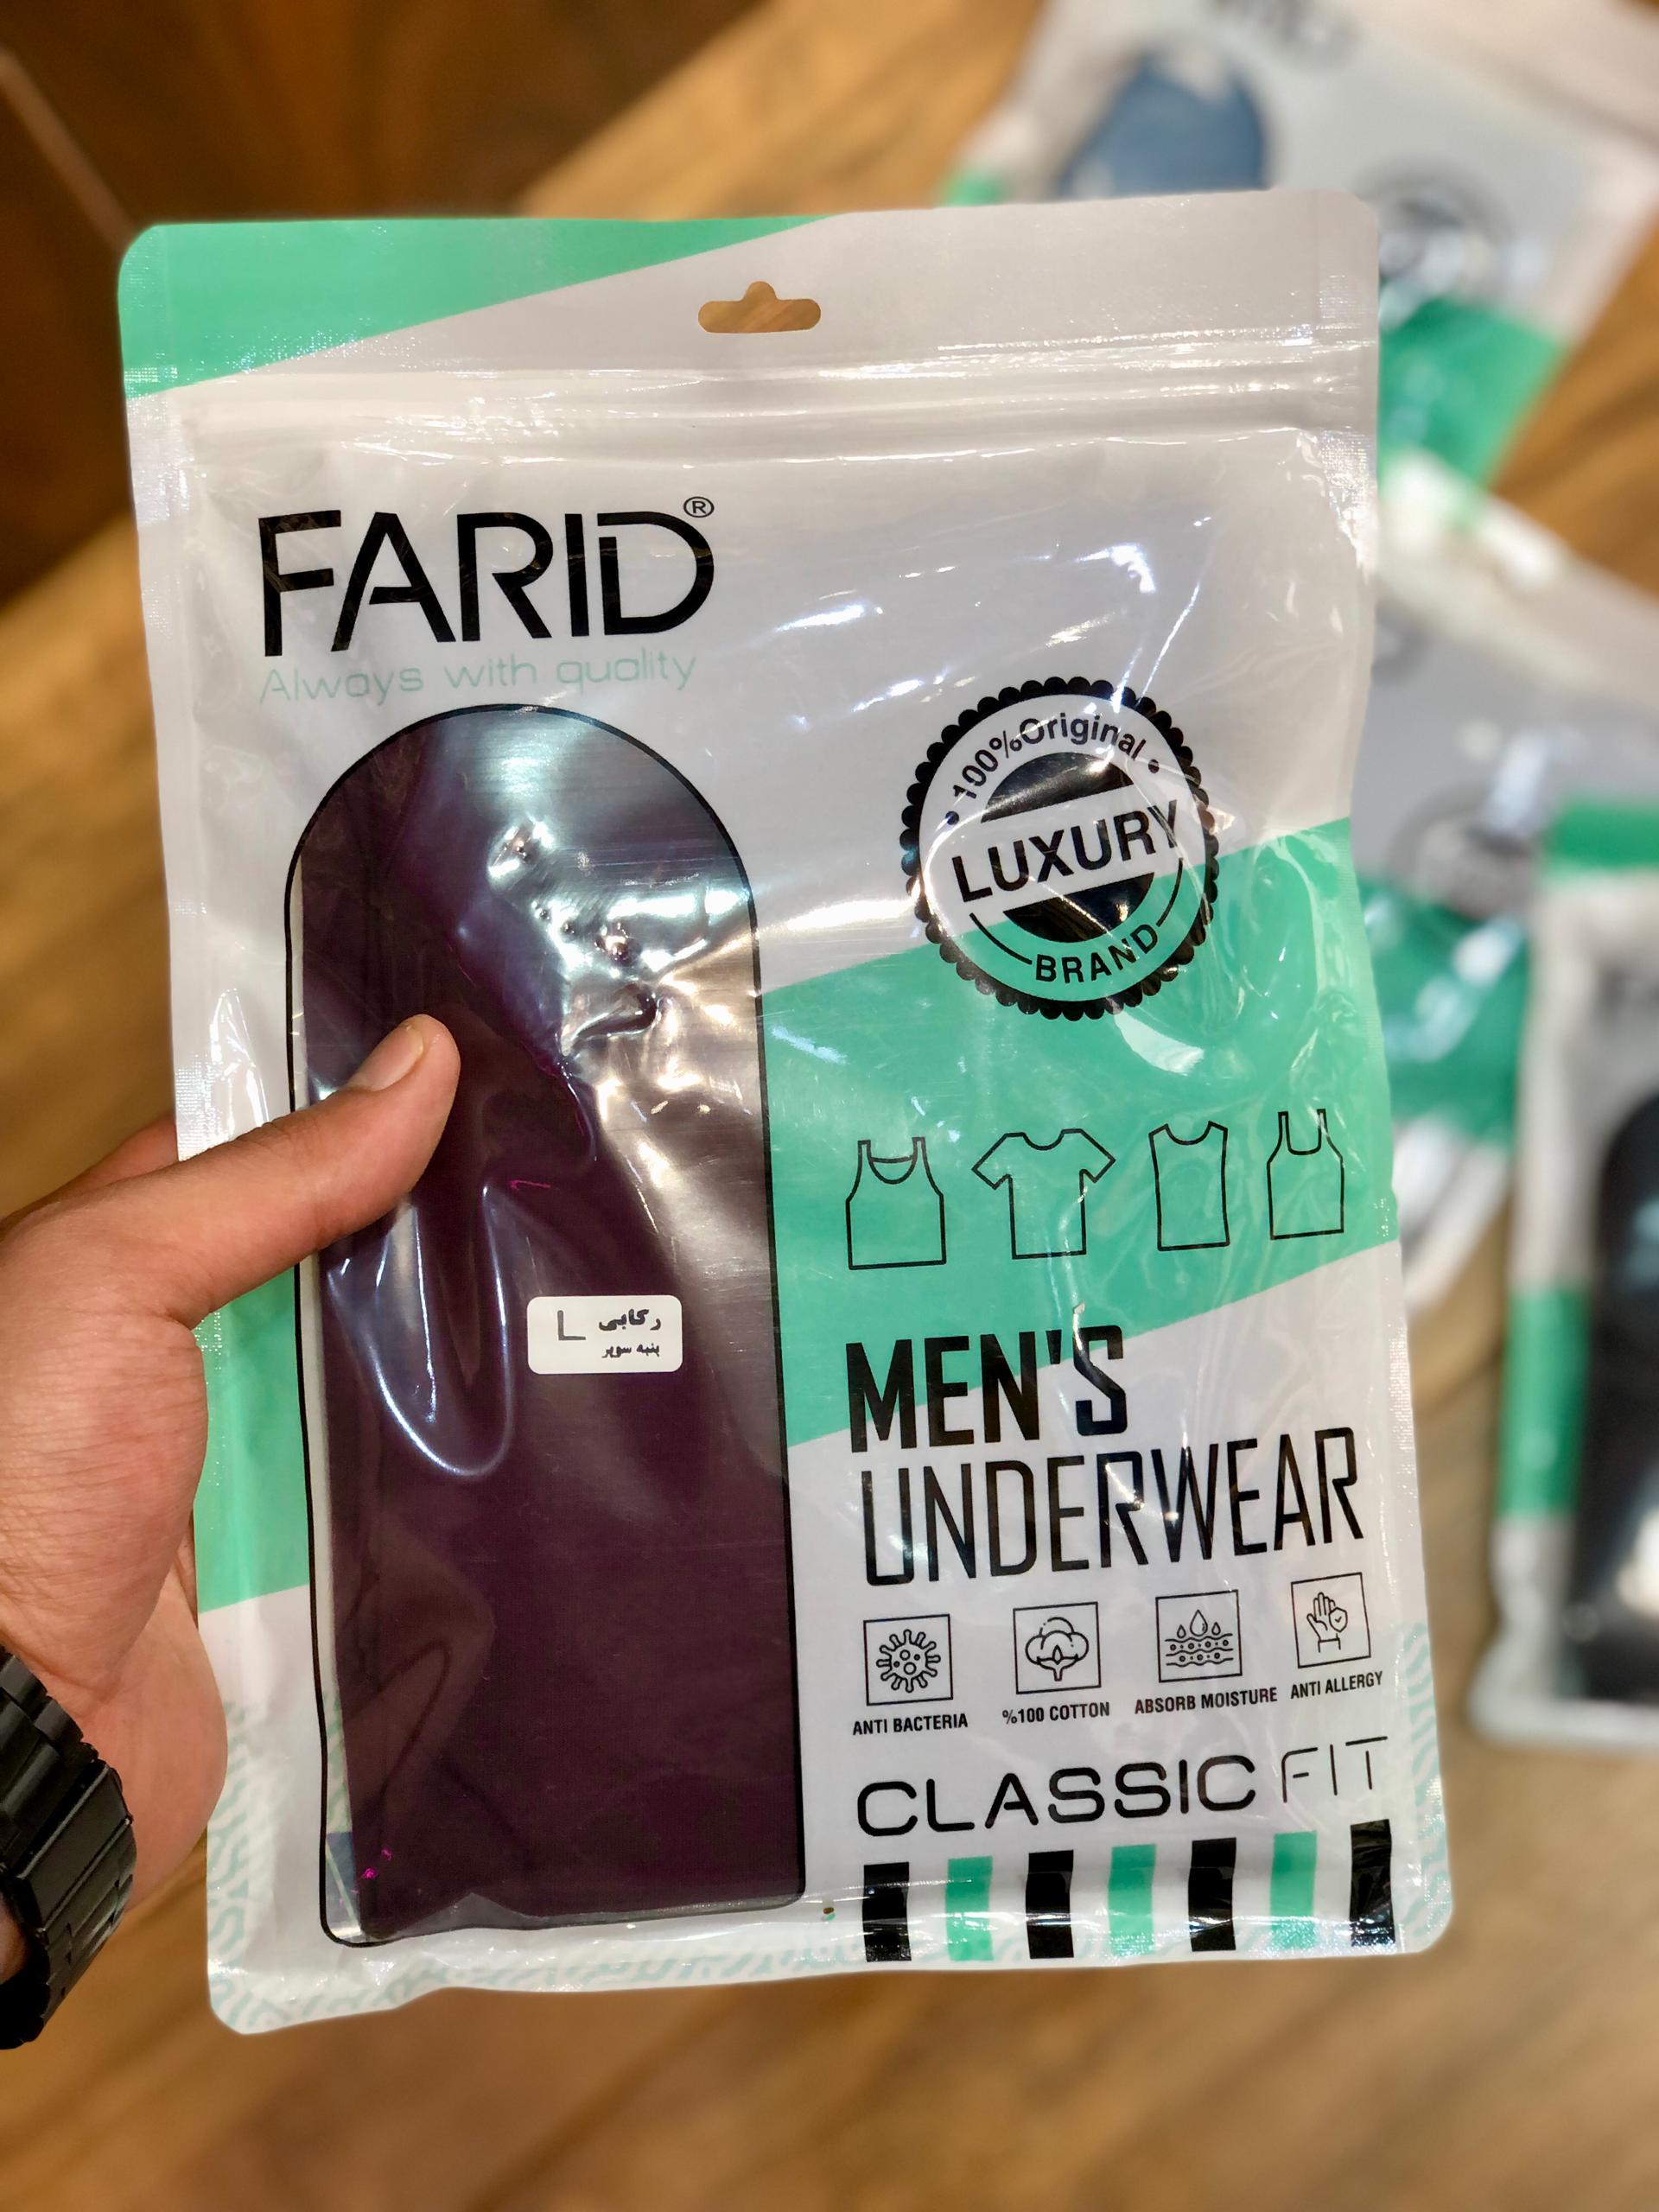 FARID®
Always with quality
100% Original
LUXURY
BRAND
رکابی L
پنبه سوپر
MEN'S
UNDERWEAR
ANTI BACTERIA
%100 COTTON
ABSORB MOISTURE
ANTI ALLERGY
CLASSIC FIT